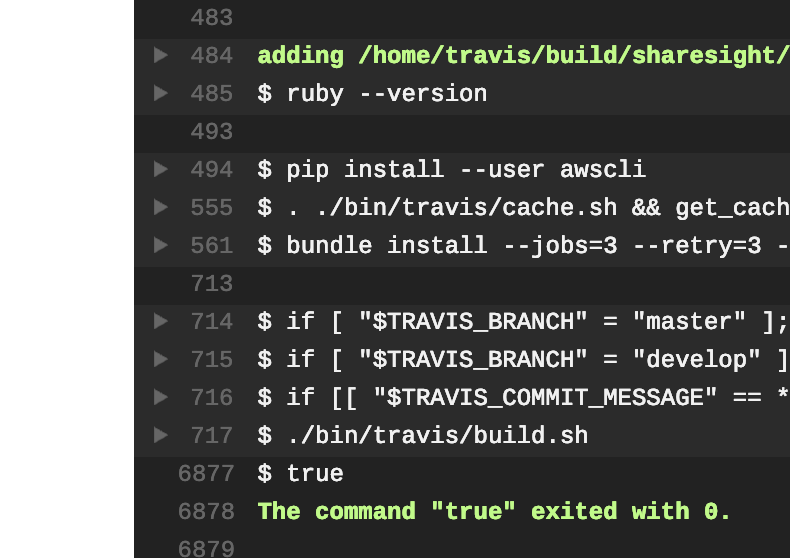 483
484 adding /home/travis/build/sharesight/
485 $ ruby --version
493
494 $ pip install --user awscli
555 $ . ./bin/travis/cache.sh && get_cach
561 $ bundle install --jobs=3 --retry=3 -
713
714 $ if [ "$TRAVIS_BRANCH" = "master" ];
715 $ if [ "$TRAVIS_BRANCH" = "develop" ]
716 $ if [[ "$TRAVIS_COMMIT_MESSAGE" == *
717 $ ./bin/travis/build.sh
6877 $ true
6878 The command "true" exited with 0.
6879